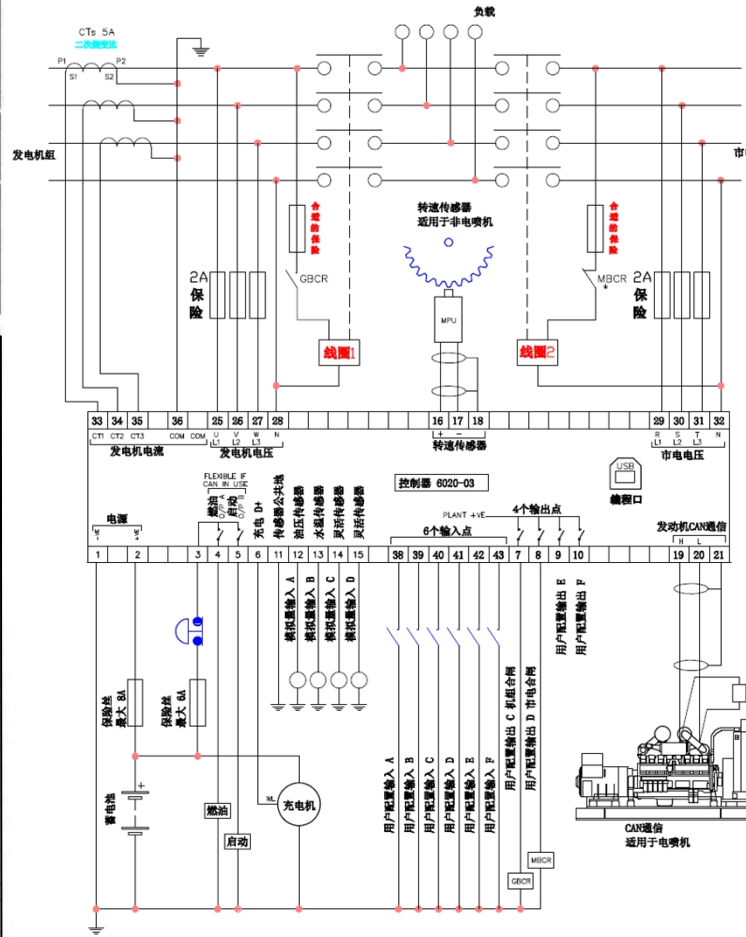 负载
CTs 5A
二次侧变比
P1
P2
S1
S2
发电机组
市
合适的保险
转速传感器
适用于非电喷机
合适的保险
2A
保险
GBCR
MPU
MBCR
*
2A
保险
线圈1
线圈2
33 34 35 36 25 26 27 28 16 17 18 29 30 31 32
CT1 CT2 CT3 COM COM U V W N + − R S T N
L1 L2 L3 L1 L2 L3
发电机电流
发电机电压
转速传感器
市电电压
FLEXIBLE IF
CAN IN USE
控制器 6020-03
USB
编程口
电源
燃油
O/P A
启动
O/P B
充电 D+
传感器公共地
油压传感器
水温传感器
灵活传感器
灵活传感器
PLANT +VE
4个输出点
6个输入点
发动机CAN通信
H L
1 2 3 4 5 6 11 12 13 14 15 38 39 40 41 42 43 7 8 9 10 19 20 21
模拟量输入 A
模拟量输入 B
模拟量输入 C
模拟量输入 D
用户配置输出 E
用户配置输出 F
保险丝
最大 8A
保险丝
最大 6A
用户配置输入 A
用户配置输入 B
用户配置输入 C
用户配置输入 D
用户配置输入 E
用户配置输入 F
用户配置输出 C 机组合闸
用户配置输出 D 市电合闸
蓄电池
+
WL
充电机
燃油
启动
CAN通信
适用于电喷机
MBCR
GBCR